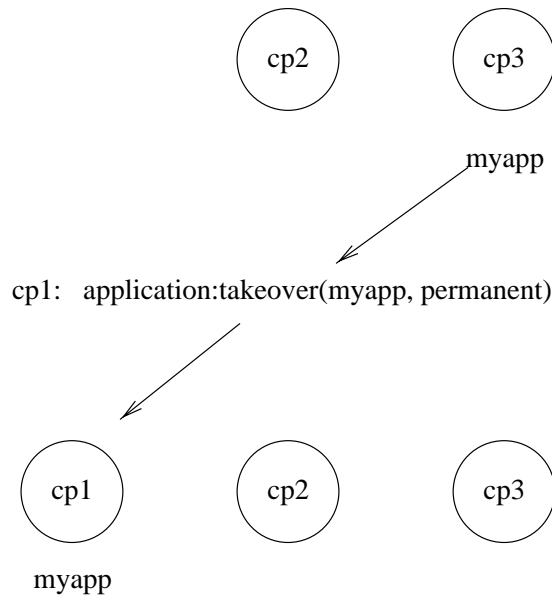 cp2 cp3
myapp
cp1: application:takeover(myapp, permanent)
cp1 cp2 cp3
myapp